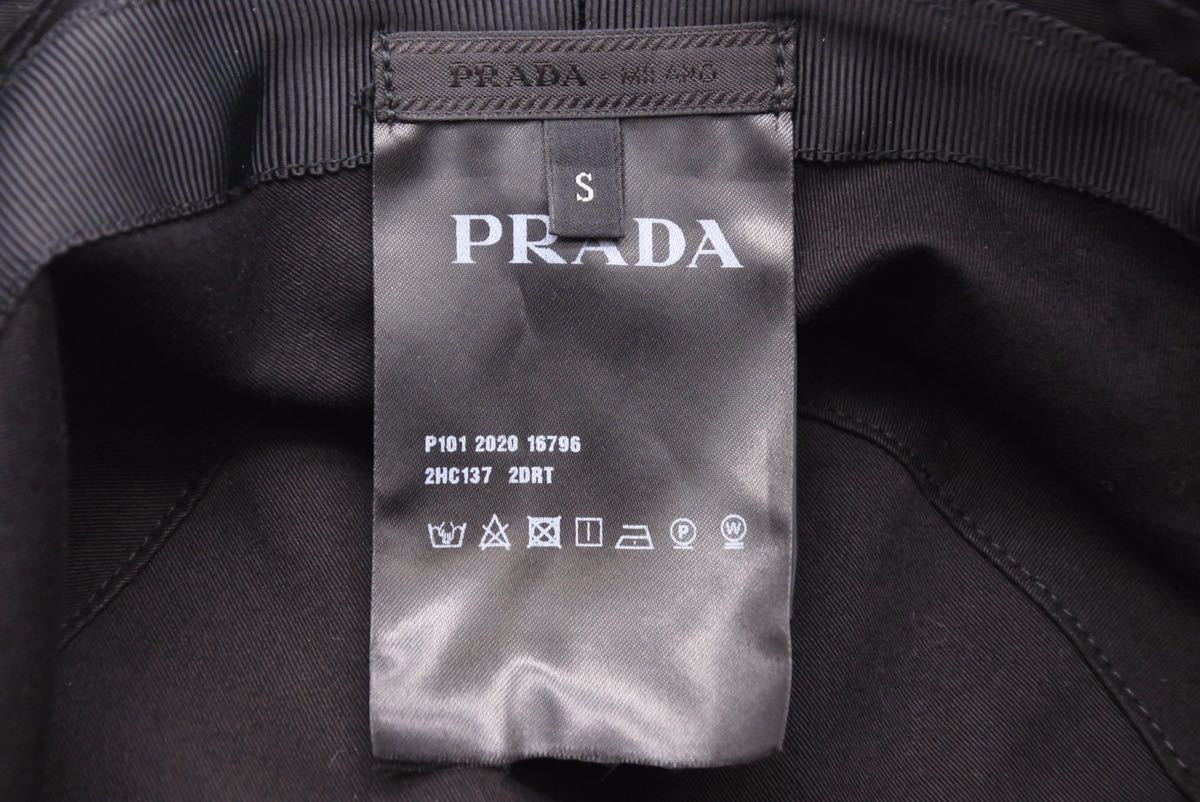 PRADA - MILANO
S
PRADA
P101 2020 16796
2HC137 2DRT
P W